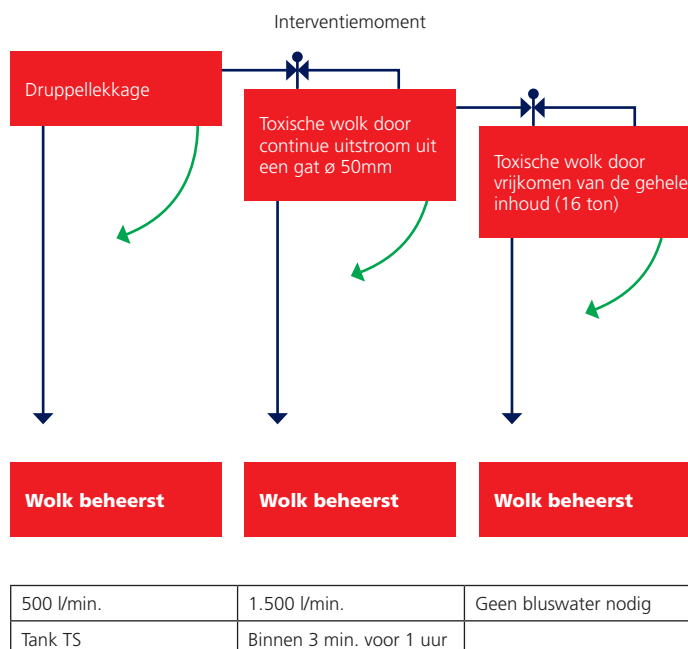 Interventiemoment
Druppellekkage
Toxische wolk door
continue uitstroom uit
een gat ø 50mm
Toxische wolk door
vrijkomen van de gehele
inhoud (16 ton)
Wolk beheerst
Wolk beheerst
Wolk beheerst
500 l/min.
1.500 l/min.
Geen bluswater nodig
Tank TS
Binnen 3 min. voor 1 uur